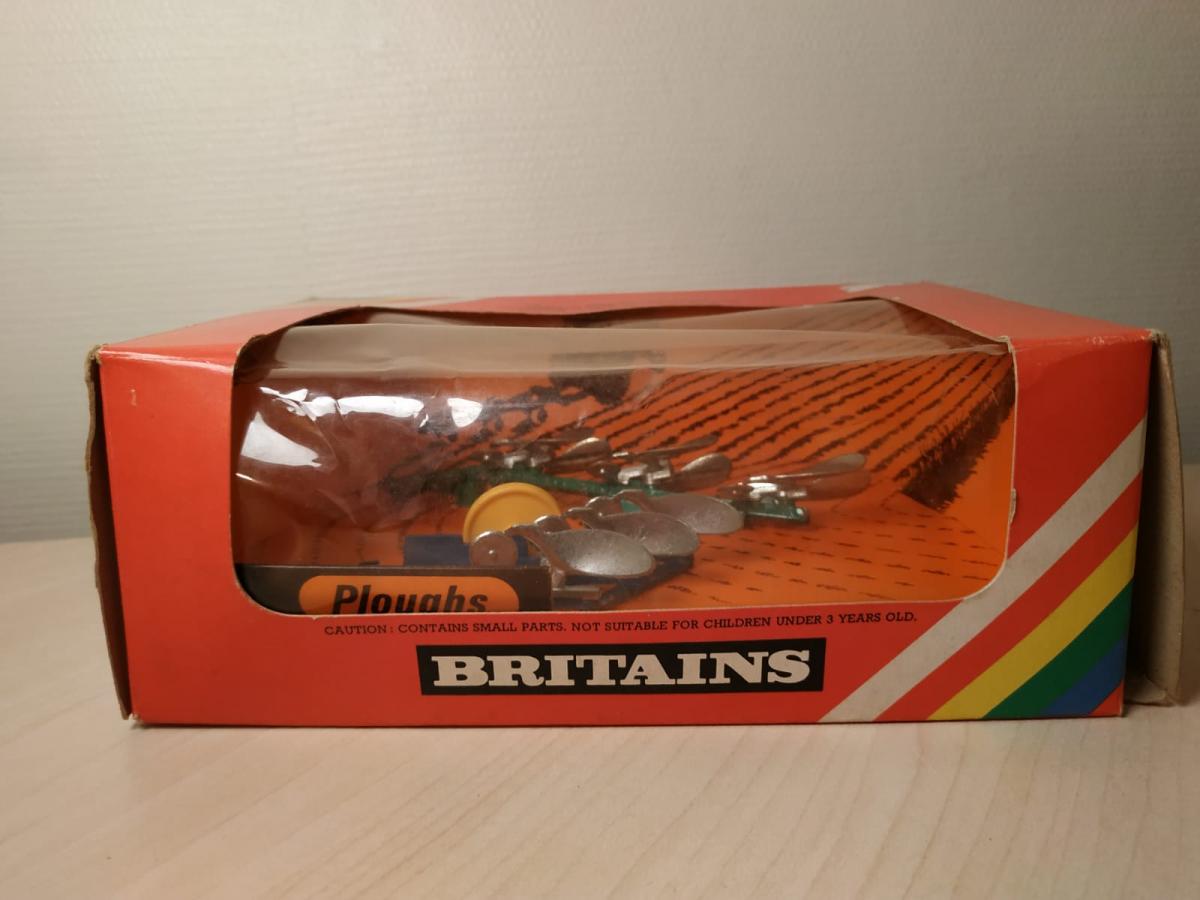 Ploughs
CAUTION: CONTAINS SMALL PARTS. NOT SUITABLE FOR CHILDREN UNDER 3 YEARS OLD.
BRITAINS